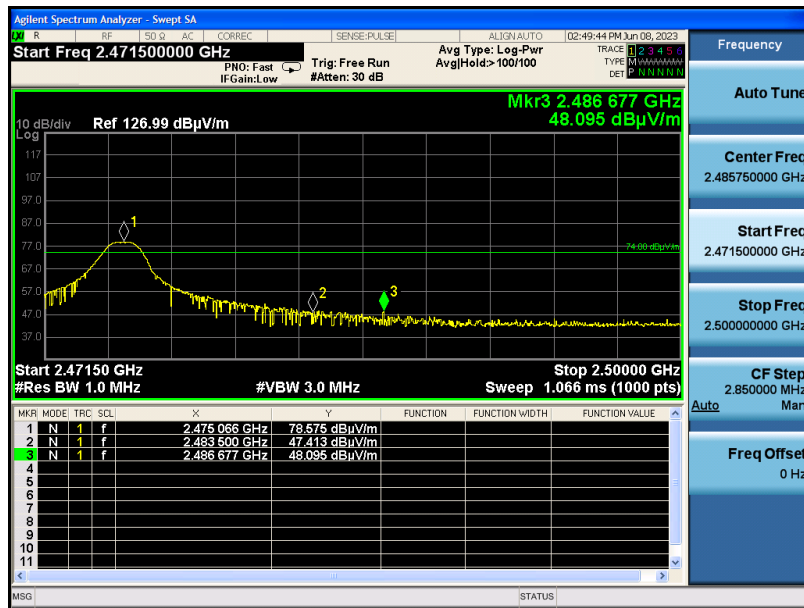 Agilent Spectrum Analyzer - Swept SA
LXI R RF 50 Ω AC CORREC SENSE:PULSE ALIGN AUTO 02:49:44 PM Jun 08, 2023
Start Freq 2.471500000 GHz
PNO: Fast
IFGain:Low
Trig: Free Run
#Atten: 30 dB
Avg Type: Log-Pwr
Avg|Hold:>100/100
TRACE 1 2 3 4 5 6
TYPE M
DET P N N N N N
Mkr3 2.486 677 GHz
48.095 dBµV/m
10 dB/div Ref 126.99 dBµV/m
Log
117
107
97.0
87.0
77.0
67.0
57.0
47.0
37.0
1
74.00 dBµV/m
2
3
Start 2.47150 GHz Stop 2.50000 GHz
#Res BW 1.0 MHz #VBW 3.0 MHz Sweep 1.066 ms (1000 pts)
MKR MODE TRC SCL X Y FUNCTION FUNCTION WIDTH FUNCTION VALUE
1 N 1 f 2.475 066 GHz 78.575 dBµV/m
2 N 1 f 2.483 500 GHz 47.413 dBµV/m
3 N 1 f 2.486 677 GHz 48.095 dBµV/m
4
5
6
7
8
9
10
11
MSG STATUS
Frequency
Auto Tune
Center Freq
2.485750000 GHz
Start Freq
2.471500000 GHz
Stop Freq
2.500000000 GHz
CF Step
2.850000 MHz
Auto Man
Freq Offset
0 Hz